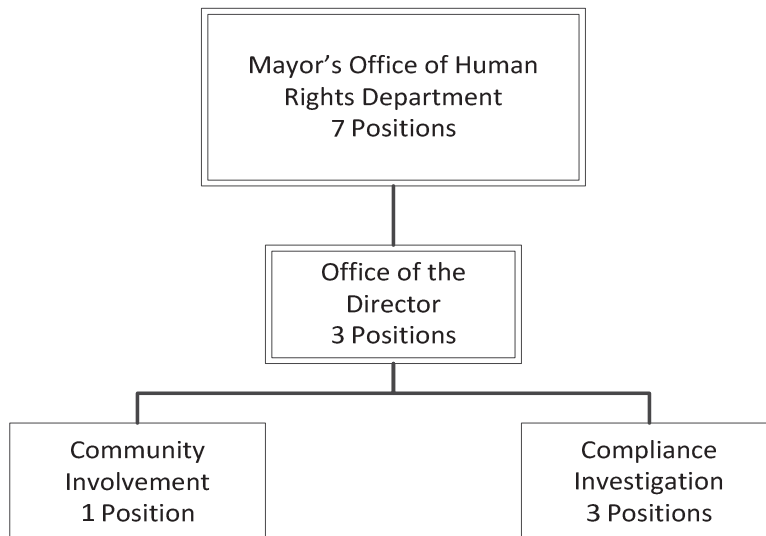 Mayor’s Office of Human
Rights Department
7 Positions
Office of the
Director
3 Positions
Community
Involvement
1 Position
Compliance
Investigation
3 Positions